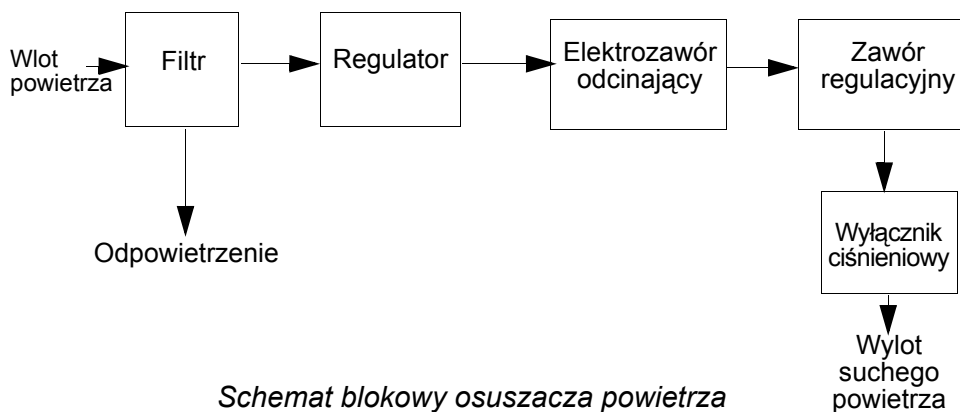 Wlot
powietrza
Filtr
Regulator
Elektrozawór
odcinający
Zawór
regulacyjny
Odpowietrzenie
Wyłącznik
ciśnieniowy
Wylot
suchego
powietrza
Schemat blokowy osuszacza powietrza